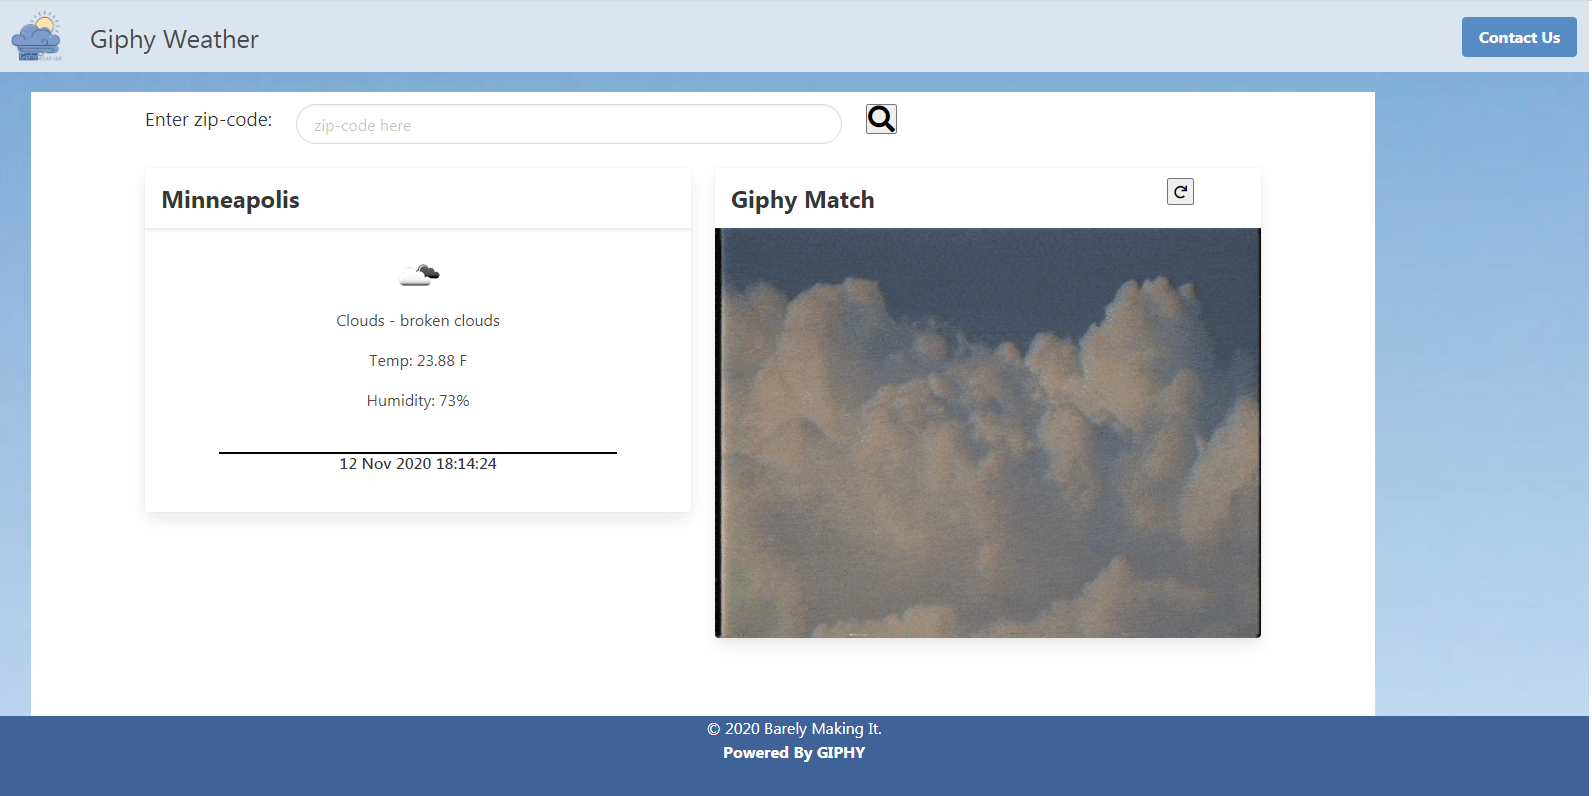 Giphy Weather
Contact Us
Enter zip-code:
zip-code here
Minneapolis
Giphy Match
Clouds - broken clouds
Temp: 23.88 F
Humidity: 73%
12 Nov 2020 18:14:24
© 2020 Barely Making It.
Powered By GIPHY